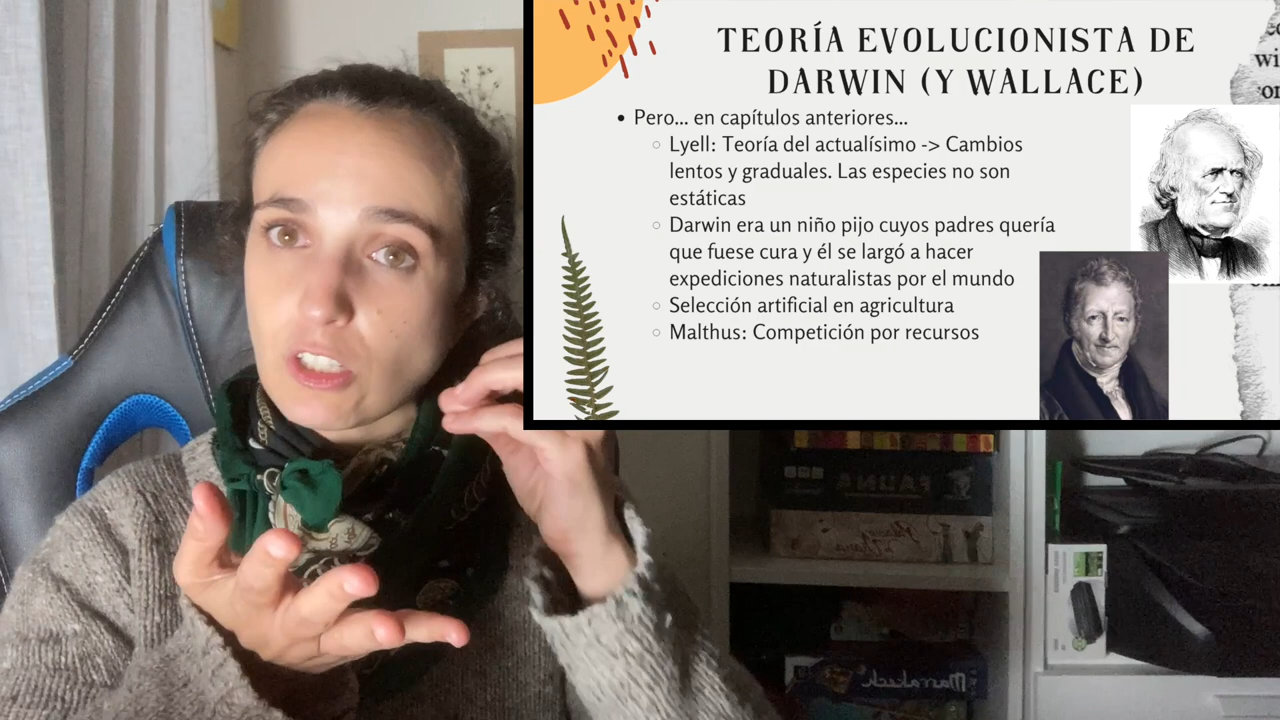 TEORÍA EVOLUCIONISTA DE
DARWIN (Y WALLACE)
• Pero... en capítulos anteriores...
○ Lyell: Teoría del actualísimo -> Cambios
lentos y graduales. Las especies no son
estáticas
○ Darwin era un niño pijo cuyos padres quería
que fuese cura y él se largó a hacer
expediciones naturalistas por el mundo
○ Selección artificial en agricultura
○ Malthus: Competición por recursos
wi
FAUNA
Marrakech